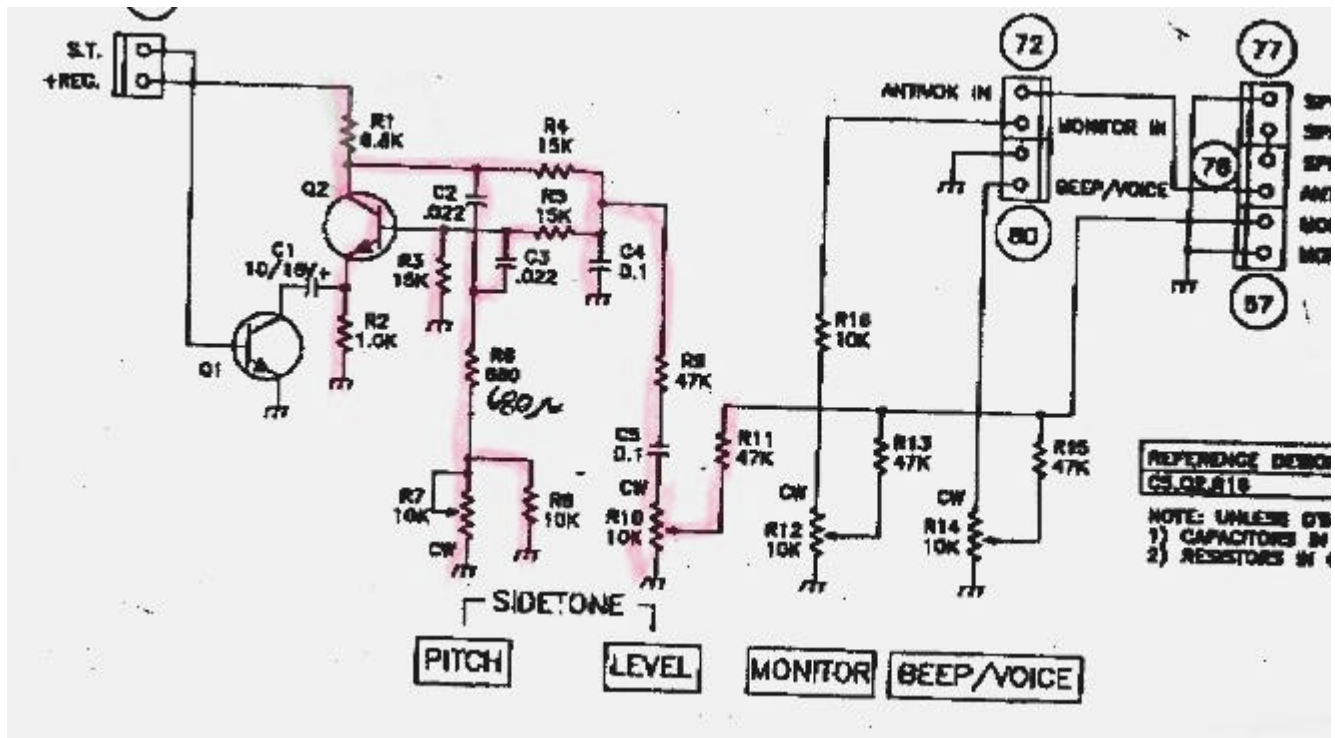 S.T.
+REG.
R1
6.8K
Q2
C1
10/16V+
Q1
R2
1.0K
R3
15K
C2
.022
R4
15K
R5
15K
C3
.022
C4
0.1
R6
680
680Ω
R7
10K
CW
10K
R9
47K
C5
0.1
CW
R10
10K
R11
47K
CW
R12
10K
R13
47K
CW
R14
10K
R15
47K
R16
10K
ANTIVOX IN
MONITOR IN
BEEP/VOICE
72
80
77
76
57
REFERENCE
NOTE: UNLESS
1) CAPACITORS IN
2) RESISTORS IN
SIDETONE
PITCH
LEVEL
MONITOR
BEEP/VOICE